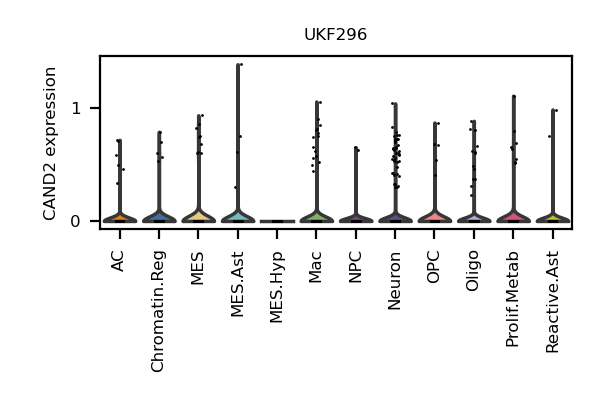 UKF296
CAND2 expression
1
0
AC
Chromatin.Reg
MES
MES.Ast
MES.Hyp
Mac
NPC
Neuron
OPC
Oligo
Prolif.Metab
Reactive.Ast